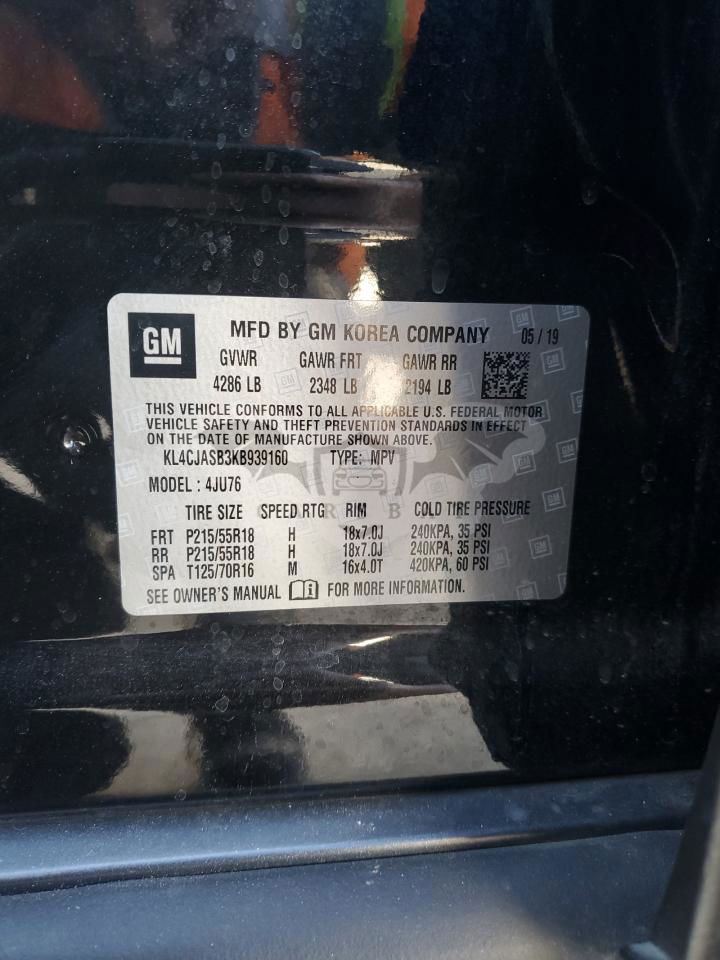 GM MFD BY GM KOREA COMPANY 05 / 19
GVWR GAWR FRT GAWR RR
4286 LB 2348 LB 2194 LB
THIS VEHICLE CONFORMS TO ALL APPLICABLE U.S. FEDERAL MOTOR
VEHICLE SAFETY AND THEFT PREVENTION STANDARDS IN EFFECT
ON THE DATE OF MANUFACTURE SHOWN ABOVE.
KL4CJASB3KB939160 TYPE: MPV
MODEL : 4JU76
TIRE SIZE SPEED RTG RIM COLD TIRE PRESSURE
FRT P215/55R18 H 18x7.0J 240KPA, 35 PSI
RR P215/55R18 H 18x7.0J 240KPA, 35 PSI
SPA T125/70R16 M 16x4.0T 420KPA, 60 PSI
SEE OWNER'S MANUAL FOR MORE INFORMATION.